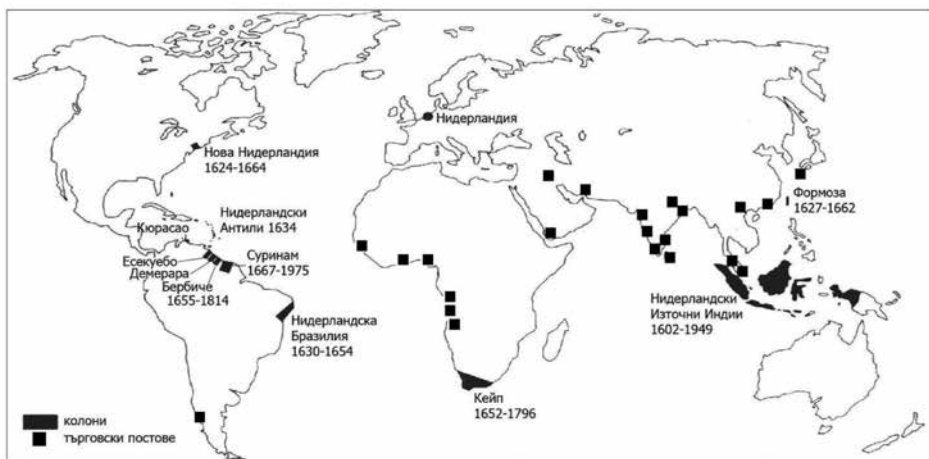 Нидерландия
Нова Нидерландия
1624-1664
Формоза
1627-1662
Нидерландски
Антили 1634
Кюрасао
Есекуебо
Демерара
Бербиче
1655-1814
Суринам
1667-1975
Нидерландска
Бразилия
1630-1654
Нидерландски
Източни Индии
1602-1949
Кейп
1652-1796
колони
търговски постове